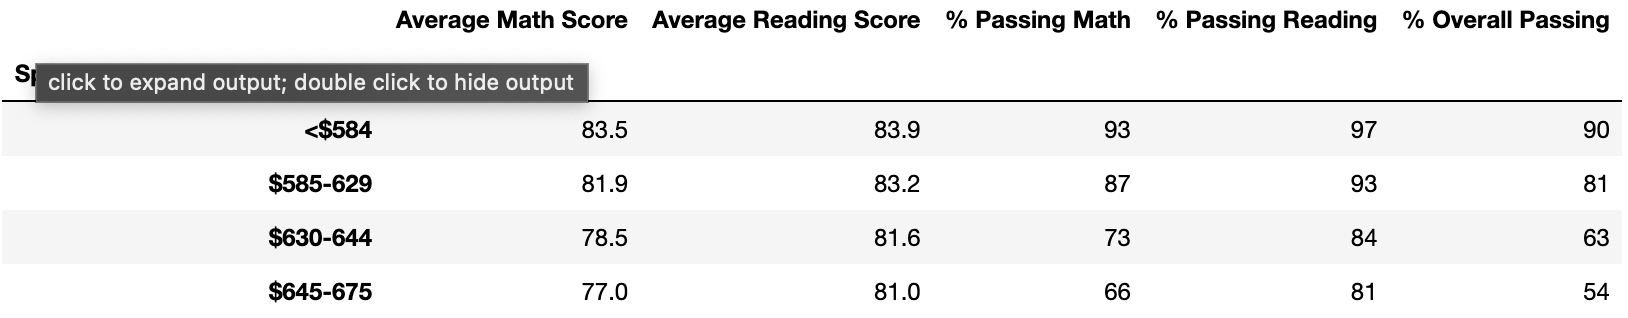 Average Math Score Average Reading Score % Passing Math % Passing Reading % Overall Passing
click to expand output; double click to hide output
<$584 83.5 83.9 93 97 90
$585-629 81.9 83.2 87 93 81
$630-644 78.5 81.6 73 84 63
$645-675 77.0 81.0 66 81 54